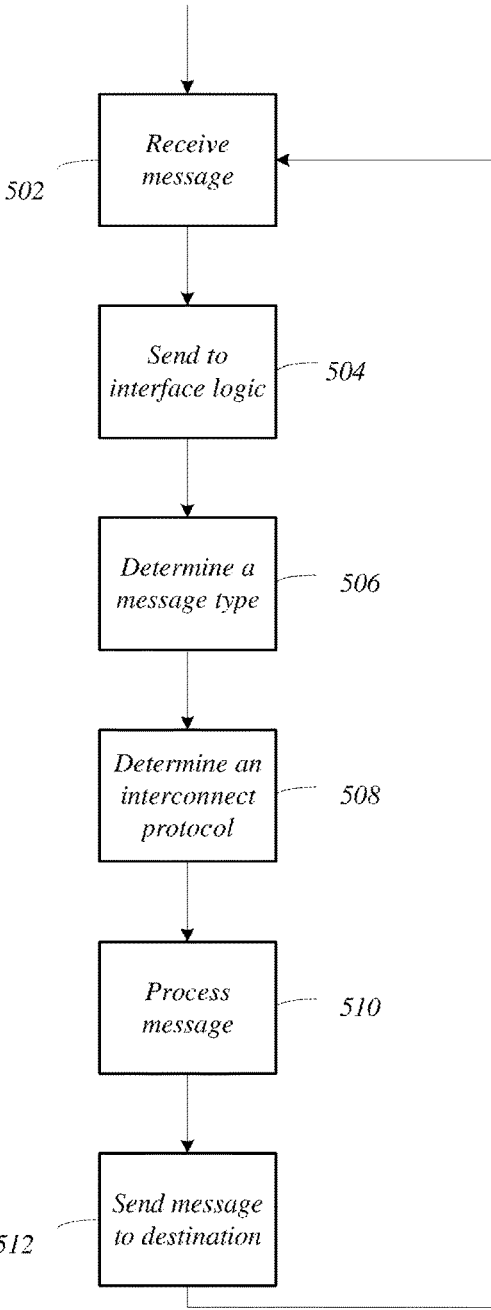 Receive
message
502
Send to
interface logic
504
Determine a
message type
506
Determine an
interconnect
protocol
508
Process
message
510
Send message
to destination
512